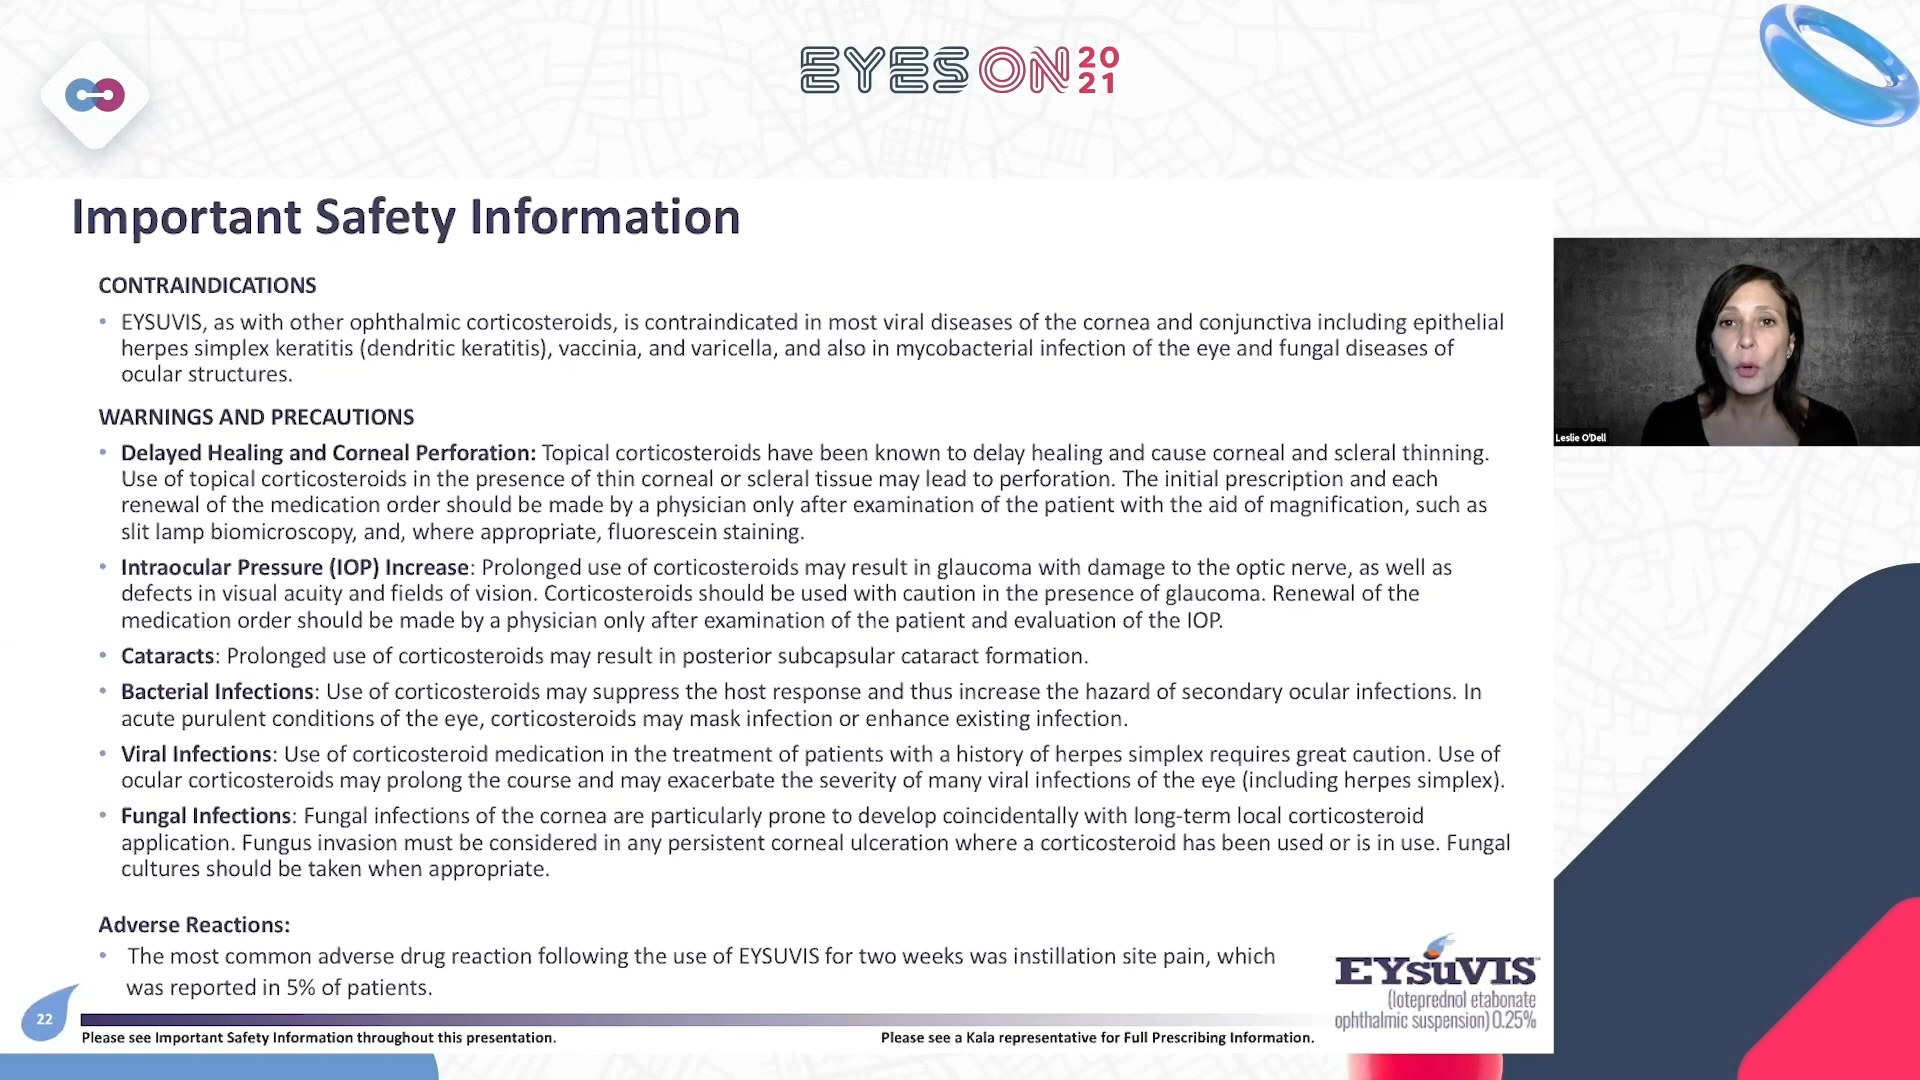 EYES ON 20
21
Important Safety Information
CONTRAINDICATIONS
• EYSUVIS, as with other ophthalmic corticosteroids, is contraindicated in most viral diseases of the cornea and conjunctiva including epithelial
herpes simplex keratitis (dendritic keratitis), vaccinia, and varicella, and also in mycobacterial infection of the eye and fungal diseases of
ocular structures.
WARNINGS AND PRECAUTIONS
• Delayed Healing and Corneal Perforation: Topical corticosteroids have been known to delay healing and cause corneal and scleral thinning.
Use of topical corticosteroids in the presence of thin corneal or scleral tissue may lead to perforation. The initial prescription and each
renewal of the medication order should be made by a physician only after examination of the patient with the aid of magnification, such as
slit lamp biomicroscopy, and, where appropriate, fluorescein staining.
• Intraocular Pressure (IOP) Increase: Prolonged use of corticosteroids may result in glaucoma with damage to the optic nerve, as well as
defects in visual acuity and fields of vision. Corticosteroids should be used with caution in the presence of glaucoma. Renewal of the
medication order should be made by a physician only after examination of the patient and evaluation of the IOP.
• Cataracts: Prolonged use of corticosteroids may result in posterior subcapsular cataract formation.
• Bacterial Infections: Use of corticosteroids may suppress the host response and thus increase the hazard of secondary ocular infections. In
acute purulent conditions of the eye, corticosteroids may mask infection or enhance existing infection.
• Viral Infections: Use of corticosteroid medication in the treatment of patients with a history of herpes simplex requires great caution. Use of
ocular corticosteroids may prolong the course and may exacerbate the severity of many viral infections of the eye (including herpes simplex).
• Fungal Infections: Fungal infections of the cornea are particularly prone to develop coincidentally with long-term local corticosteroid
application. Fungus invasion must be considered in any persistent corneal ulceration where a corticosteroid has been used or is in use. Fungal
cultures should be taken when appropriate.
Adverse Reactions:
• The most common adverse drug reaction following the use of EYSUVIS for two weeks was instillation site pain, which
was reported in 5% of patients.
EYSUVIS
(loteprednol etabonate
ophthalmic suspension) 0.25%
22
Please see Important Safety Information throughout this presentation.
Please see a Kala representative for Full Prescribing Information.
Leslie O'Dell